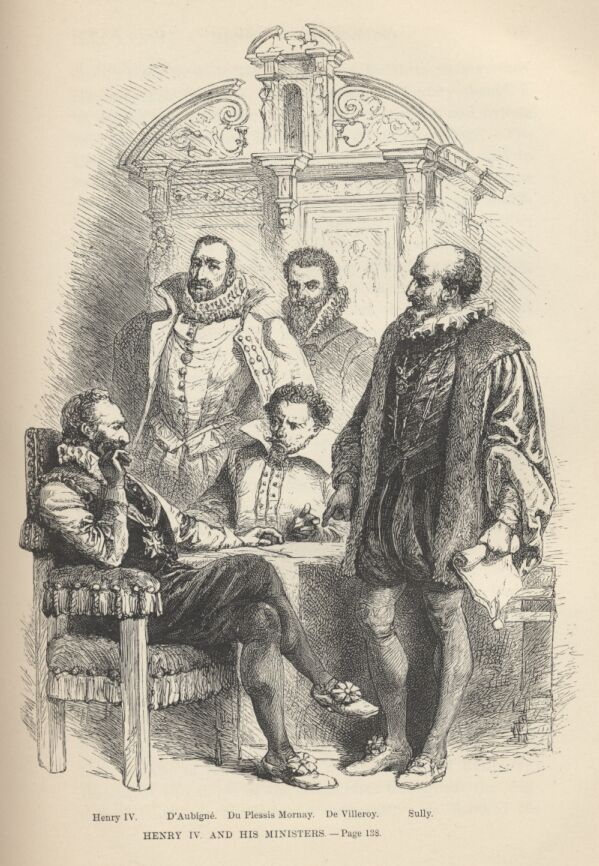 Henry IV. D'Aubigné. Du Plessis Mornay. De Villeroy. Sully.
HENRY IV. AND HIS MINISTERS.—Page 138.